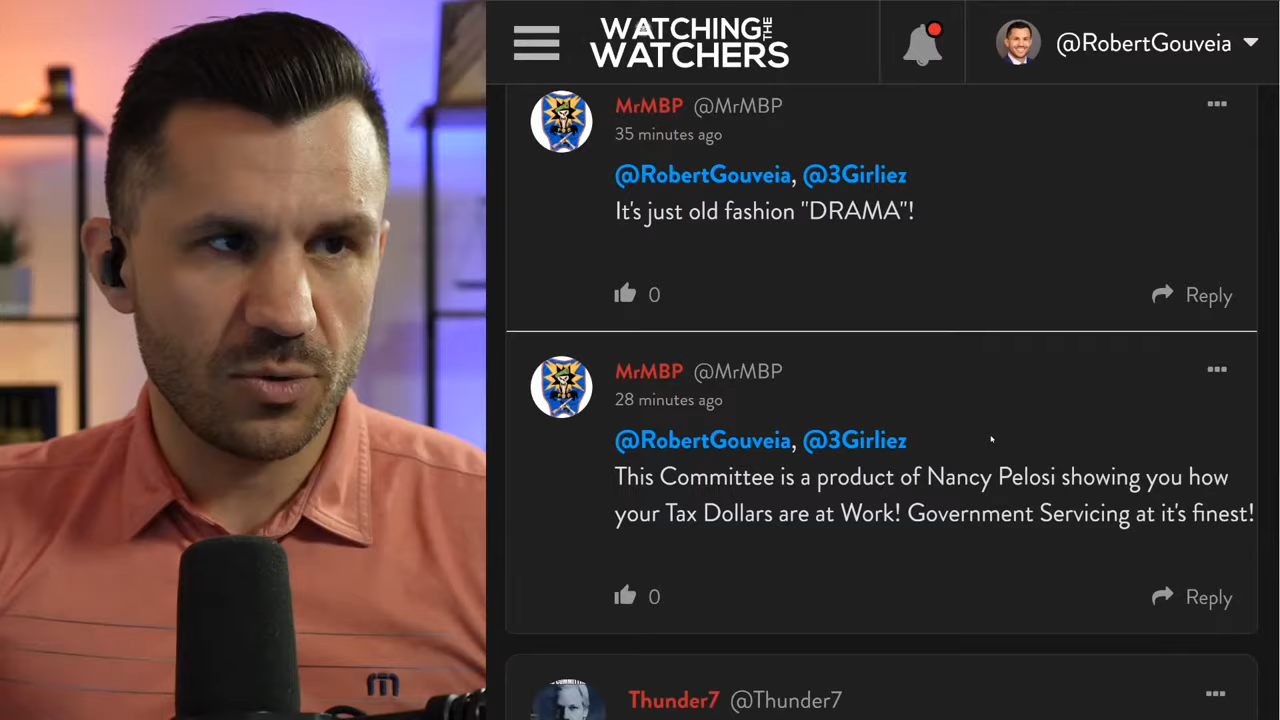 WATCHING THE
WATCHERS
@RobertGouveia
MrMBP @MrMBP
35 minutes ago
@RobertGouveia, @3Girliez
It's just old fashion "DRAMA"!
0
Reply
MrMBP @MrMBP
28 minutes ago
@RobertGouveia, @3Girliez
This Committee is a product of Nancy Pelosi showing you how
your Tax Dollars are at Work! Government Servicing at it's finest!
0
Reply
Thunder7 @Thunder7